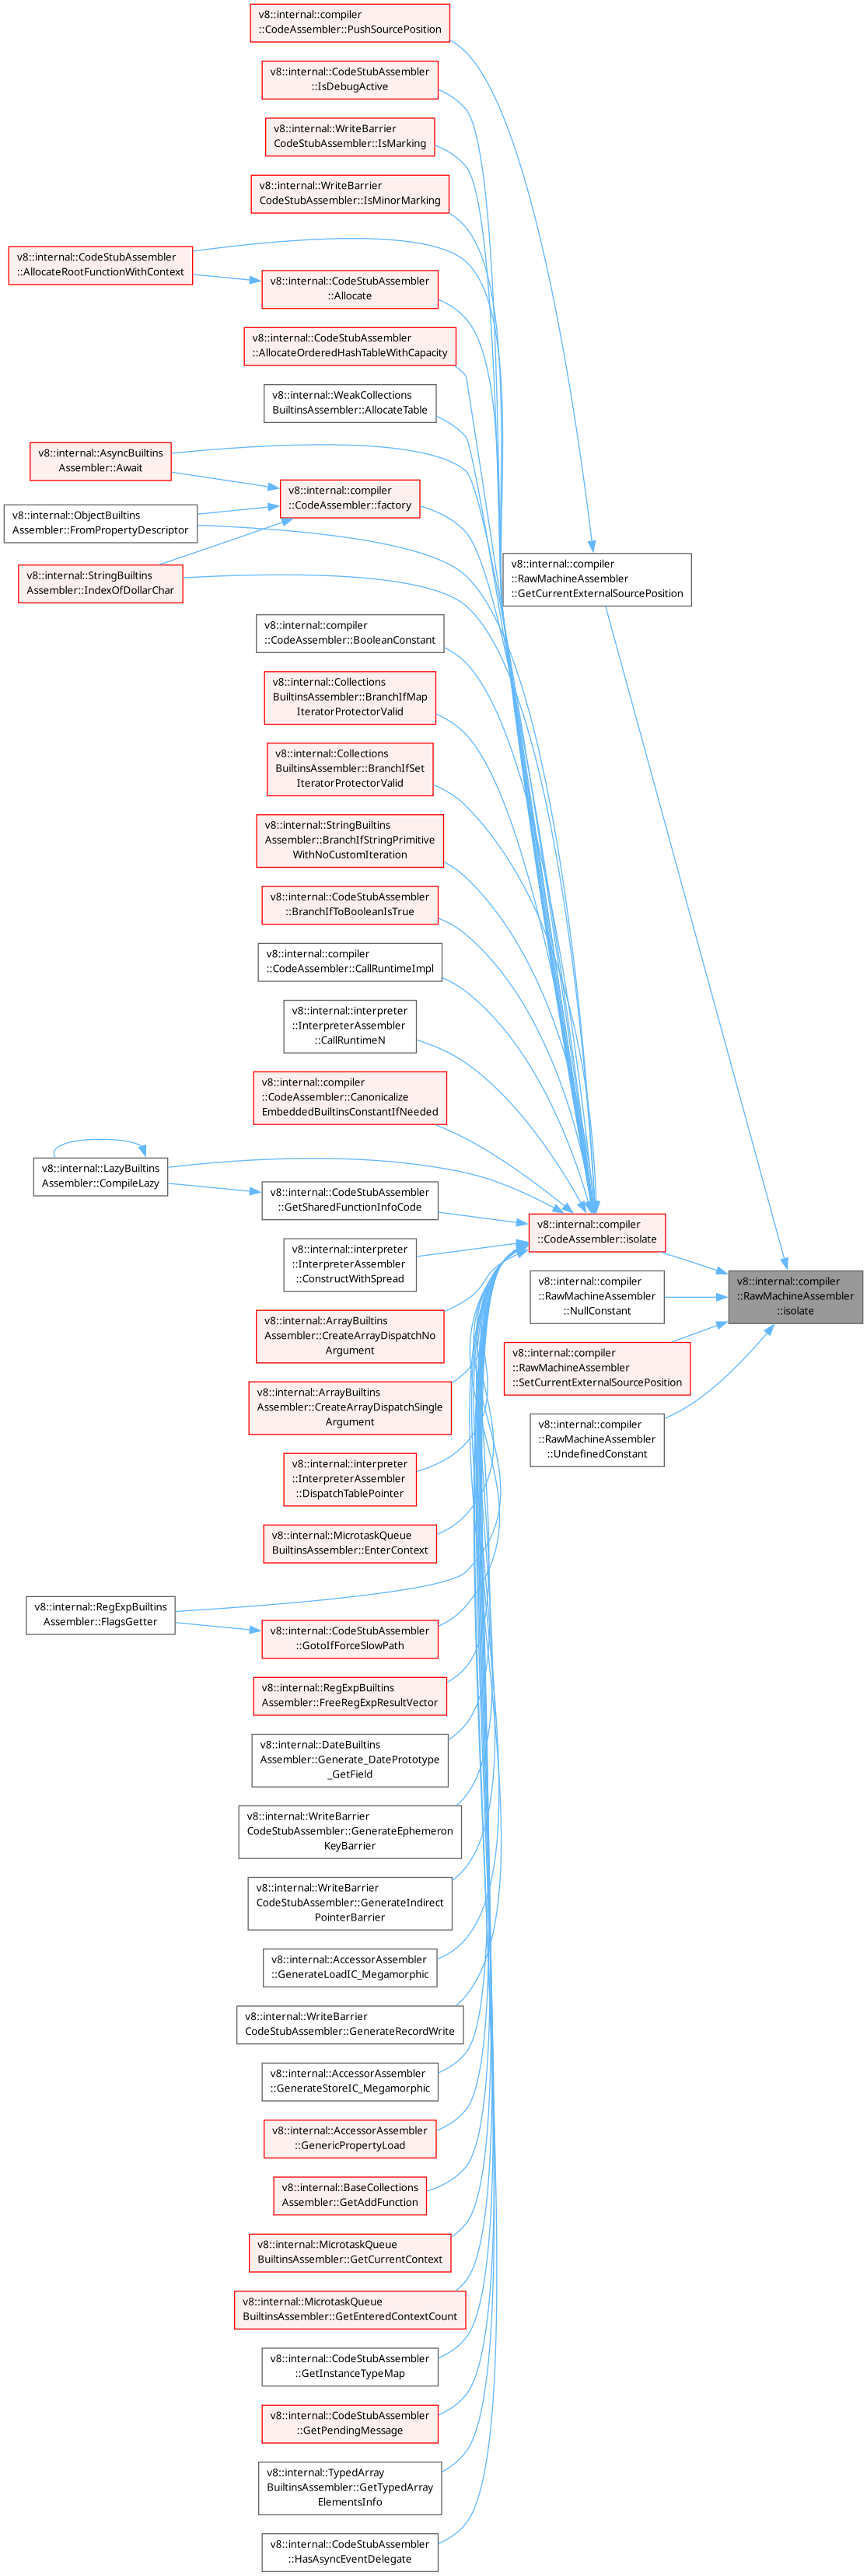 v8::internal::compiler
::CodeAssembler::PushSourcePosition
v8::internal::CodeStubAssembler
::IsDebugActive
v8::internal::WriteBarrier
CodeStubAssembler::IsMarking
v8::internal::WriteBarrier
CodeStubAssembler::IsMinorMarking
v8::internal::CodeStubAssembler
::AllocateRootFunctionWithContext
v8::internal::CodeStubAssembler
::Allocate
v8::internal::CodeStubAssembler
::AllocateOrderedHashTableWithCapacity
v8::internal::WeakCollections
BuiltinsAssembler::AllocateTable
v8::internal::AsyncBuiltins
Assembler::Await
v8::internal::compiler
::CodeAssembler::factory
v8::internal::ObjectBuiltins
Assembler::FromPropertyDescriptor
v8::internal::StringBuiltins
Assembler::IndexOfDollarChar
v8::internal::compiler
::RawMachineAssembler
::GetCurrentExternalSourcePosition
v8::internal::compiler
::CodeAssembler::BooleanConstant
v8::internal::Collections
BuiltinsAssembler::BranchIfMap
IteratorProtectorValid
v8::internal::Collections
BuiltinsAssembler::BranchIfSet
IteratorProtectorValid
v8::internal::StringBuiltins
Assembler::BranchIfStringPrimitive
WithNoCustomIteration
v8::internal::CodeStubAssembler
::BranchIfToBooleanIsTrue
v8::internal::compiler
::CodeAssembler::CallRuntimeImpl
v8::internal::interpreter
::InterpreterAssembler
::CallRuntimeN
v8::internal::compiler
::CodeAssembler::Canonicalize
EmbeddedBuiltinsConstantIfNeeded
v8::internal::LazyBuiltins
Assembler::CompileLazy
v8::internal::CodeStubAssembler
::GetSharedFunctionInfoCode
v8::internal::compiler
::CodeAssembler::isolate
v8::internal::interpreter
::InterpreterAssembler
::ConstructWithSpread
v8::internal::compiler
::RawMachineAssembler
::NullConstant
v8::internal::compiler
::RawMachineAssembler
::isolate
v8::internal::ArrayBuiltins
Assembler::CreateArrayDispatchNo
Argument
v8::internal::compiler
::RawMachineAssembler
::SetCurrentExternalSourcePosition
v8::internal::ArrayBuiltins
Assembler::CreateArrayDispatchSingle
Argument
v8::internal::compiler
::RawMachineAssembler
::UndefinedConstant
v8::internal::interpreter
::InterpreterAssembler
::DispatchTablePointer
v8::internal::MicrotaskQueue
BuiltinsAssembler::EnterContext
v8::internal::RegExpBuiltins
Assembler::FlagsGetter
v8::internal::CodeStubAssembler
::GotoIfForceSlowPath
v8::internal::RegExpBuiltins
Assembler::FreeRegExpResultVector
v8::internal::DateBuiltins
Assembler::Generate_DatePrototype
_GetField
v8::internal::WriteBarrier
CodeStubAssembler::GenerateEphemeron
KeyBarrier
v8::internal::WriteBarrier
CodeStubAssembler::GenerateIndirect
PointerBarrier
v8::internal::AccessorAssembler
::GenerateLoadIC_Megamorphic
v8::internal::WriteBarrier
CodeStubAssembler::GenerateRecordWrite
v8::internal::AccessorAssembler
::GenerateStoreIC_Megamorphic
v8::internal::AccessorAssembler
::GenericPropertyLoad
v8::internal::BaseCollections
Assembler::GetAddFunction
v8::internal::MicrotaskQueue
BuiltinsAssembler::GetCurrentContext
v8::internal::MicrotaskQueue
BuiltinsAssembler::GetEnteredContextCount
v8::internal::CodeStubAssembler
::GetInstanceTypeMap
v8::internal::CodeStubAssembler
::GetPendingMessage
v8::internal::TypedArray
BuiltinsAssembler::GetTypedArray
ElementsInfo
v8::internal::CodeStubAssembler
::HasAsyncEventDelegate